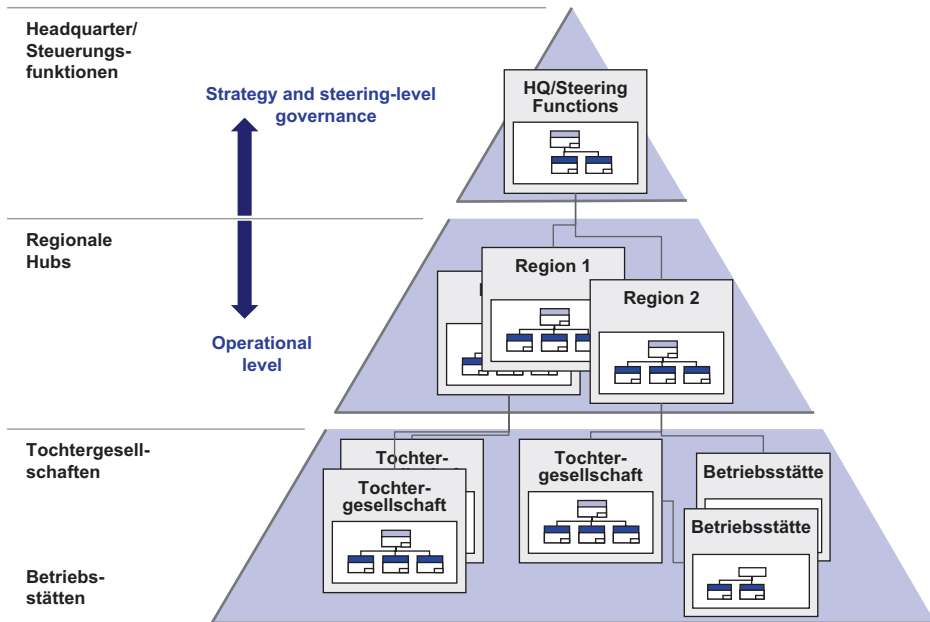 Headquarter/
Steuerungs-
funktionen
Strategy and steering-level
governance
HQ/Steering
Functions
Regionale
Hubs
Region 1
Region 2
Operational
level
Tochtergesell-
schaften
Tochter-
Tochter-
gesellschaft
Tochter-
gesellschaft
Betriebsstätte
Betriebsstätte
Betriebs-
stätten